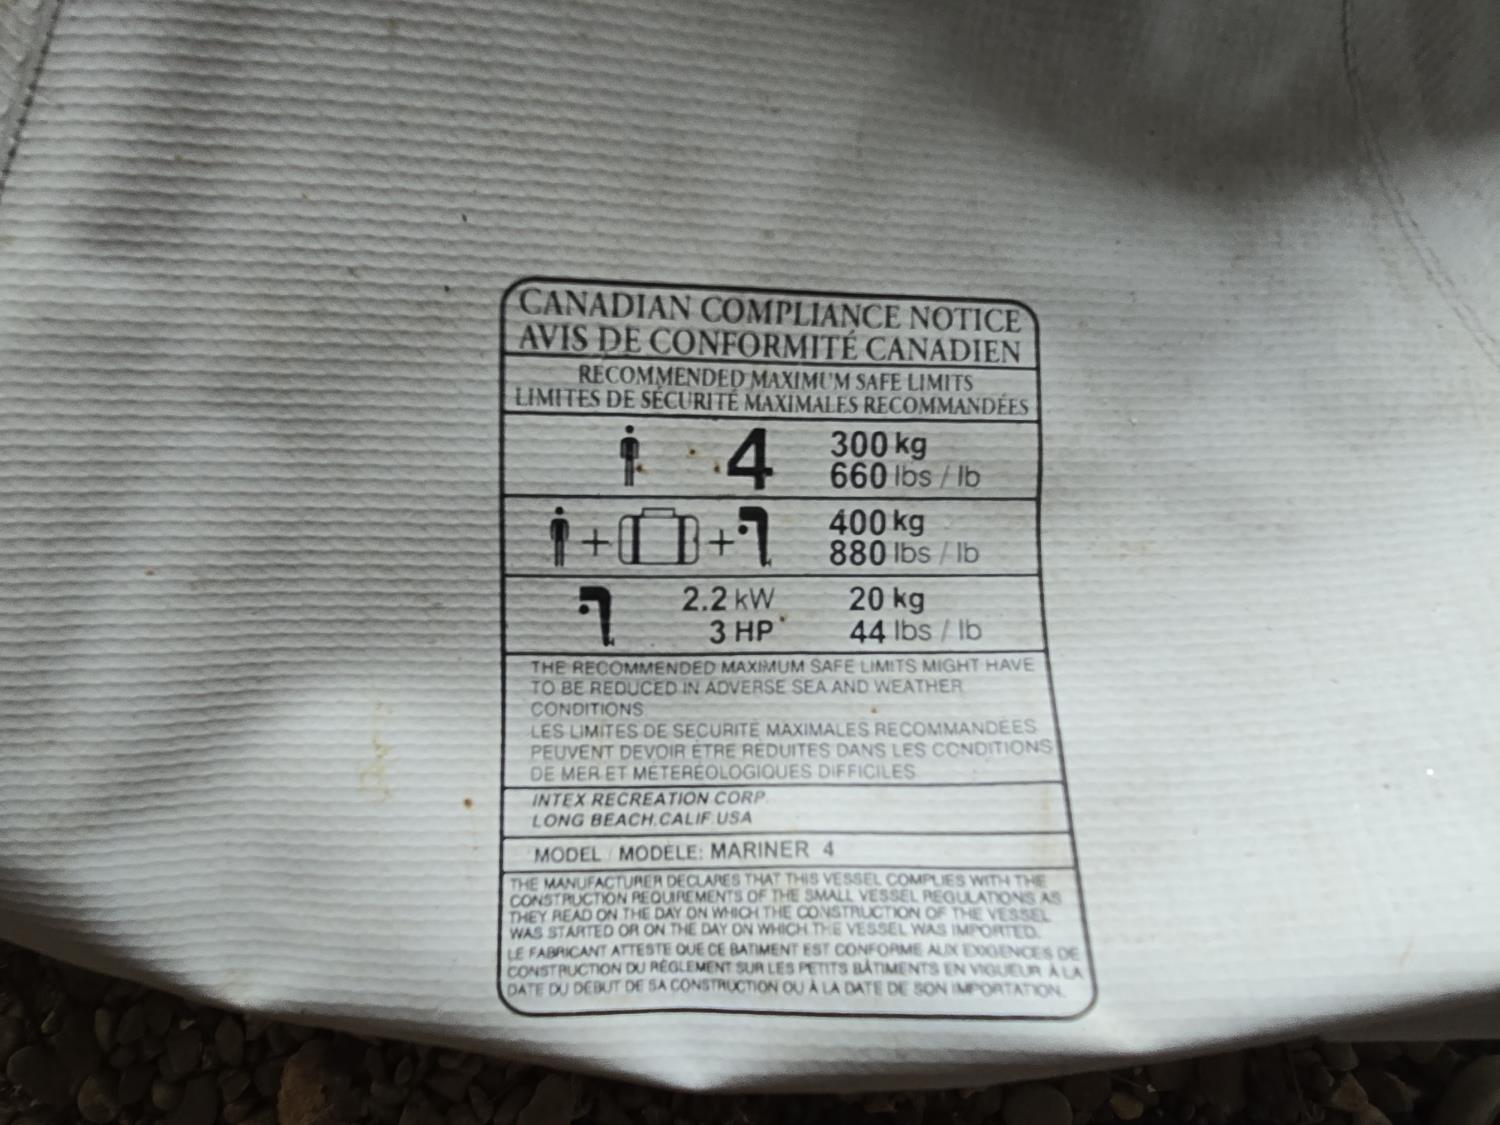 CANADIAN COMPLIANCE NOTICE
AVIS DE CONFORMITÉ CANADIEN
RECOMMENDED MAXIMUM SAFE LIMITS
LIMITES DE SÉCURITÉ MAXIMALES RECOMMANDÉES
4 300 kg
660 lbs / lb
+ + 400 kg
880 lbs / lb
2.2 kW 20 kg
3 HP 44 lbs / lb
THE RECOMMENDED MAXIMUM SAFE LIMITS MIGHT HAVE
TO BE REDUCED IN ADVERSE SEA AND WEATHER
CONDITIONS.
LES LIMITES DE SÉCURITÉ MAXIMALES RECOMMANDÉES
PEUVENT DEVOIR ÊTRE RÉDUITES DANS LES CONDITIONS
DE MER ET MÉTÉREOLOGIQUES DIFFICILES
INTEX RECREATION CORP.
LONG BEACH, CALIF. USA
MODEL / MODÈLE: MARINER 4
THE MANUFACTURER DECLARES THAT THIS VESSEL COMPLIES WITH THE
CONSTRUCTION REQUIREMENTS OF THE SMALL VESSEL REGULATIONS AS
THEY READ ON THE DAY ON WHICH THE CONSTRUCTION OF THE VESSEL
WAS STARTED OR ON THE DAY ON WHICH THE VESSEL WAS IMPORTED.
LE FABRICANT ATTESTE QUE CE BÂTIMENT EST CONFORME AUX EXIGENCES DE
CONSTRUCTION DU RÈGLEMENT SUR LES PETITS BÂTIMENTS EN VIGUEUR À LA
DATE DU DÉBUT DE SA CONSTRUCTION OU À LA DATE DE SON IMPORTATION.